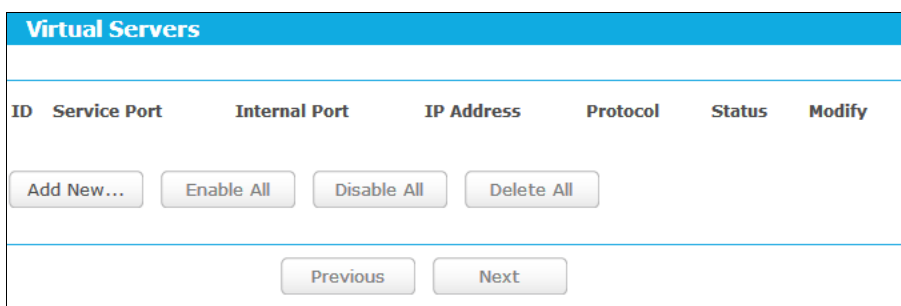 Virtual Servers
ID Service Port Internal Port IP Address Protocol Status Modify
Add New... Enable All Disable All Delete All
Previous Next